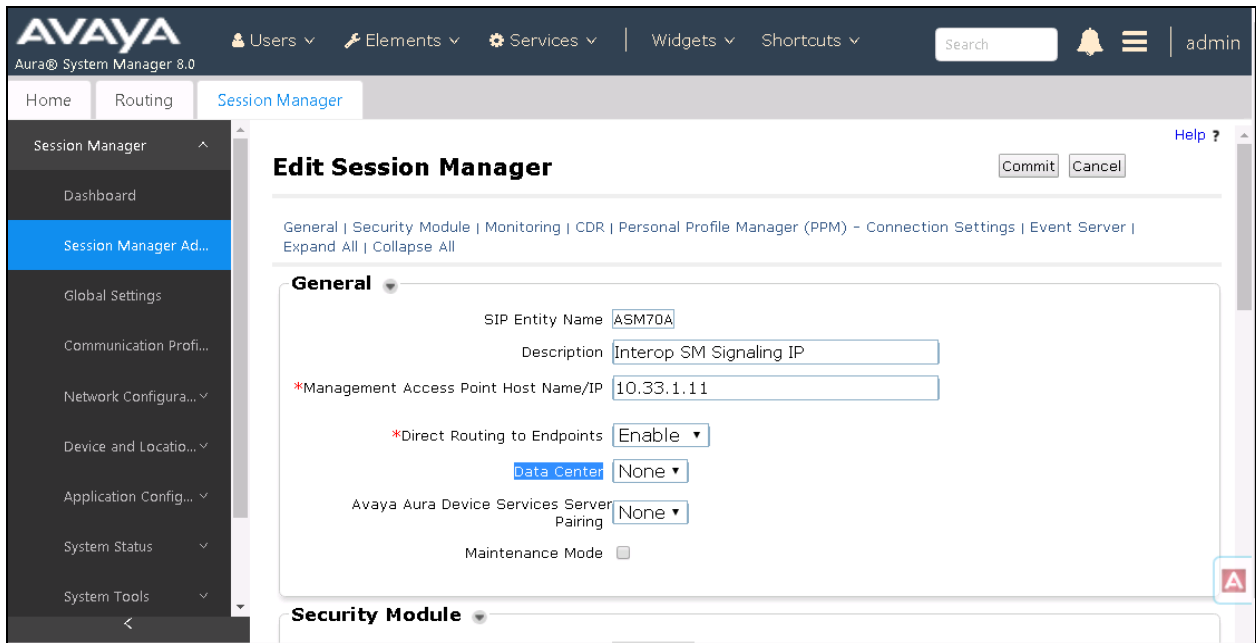 AVAYA
Aura® System Manager 8.0
Users Elements Services | Widgets Shortcuts Search | admin
Home Routing Session Manager
Session Manager
Dashboard
Session Manager Ad...
Global Settings
Communication Profi...
Network Configura...
Device and Locatio...
Application Config...
System Status
System Tools
<
Help ?
Edit Session Manager Commit Cancel
General | Security Module | Monitoring | CDR | Personal Profile Manager (PPM) - Connection Settings | Event Server |
Expand All | Collapse All
General
SIP Entity Name ASM70A
Description Interop SM Signaling IP
*Management Access Point Host Name/IP 10.33.1.11
*Direct Routing to Endpoints Enable
Data Center None
Avaya Aura Device Services Server
Pairing None
Maintenance Mode
A
Security Module